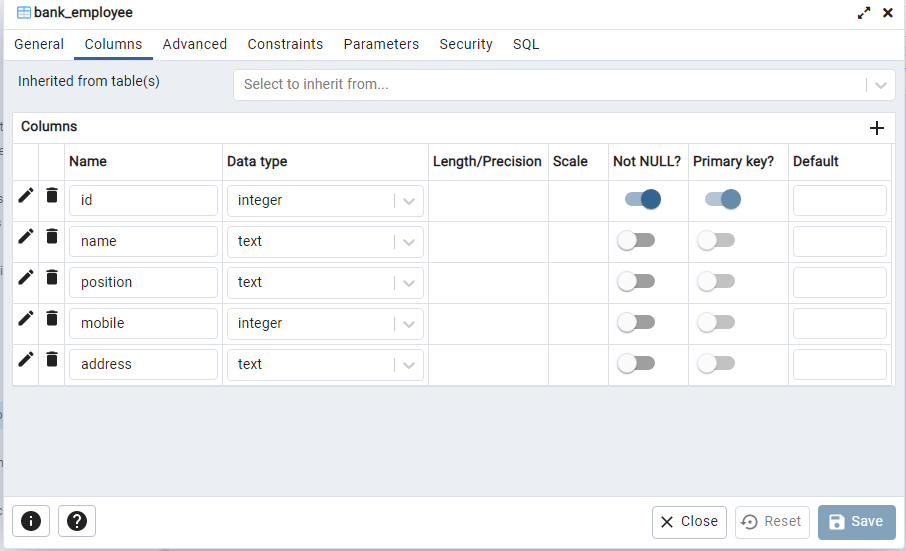 bank_employee
General Columns Advanced Constraints Parameters Security SQL
Inherited from table(s) Select to inherit from...
Columns
Name Data type Length/Precision Scale Not NULL? Primary key? Default
id integer
name text
position text
mobile integer
address text
Close Reset Save